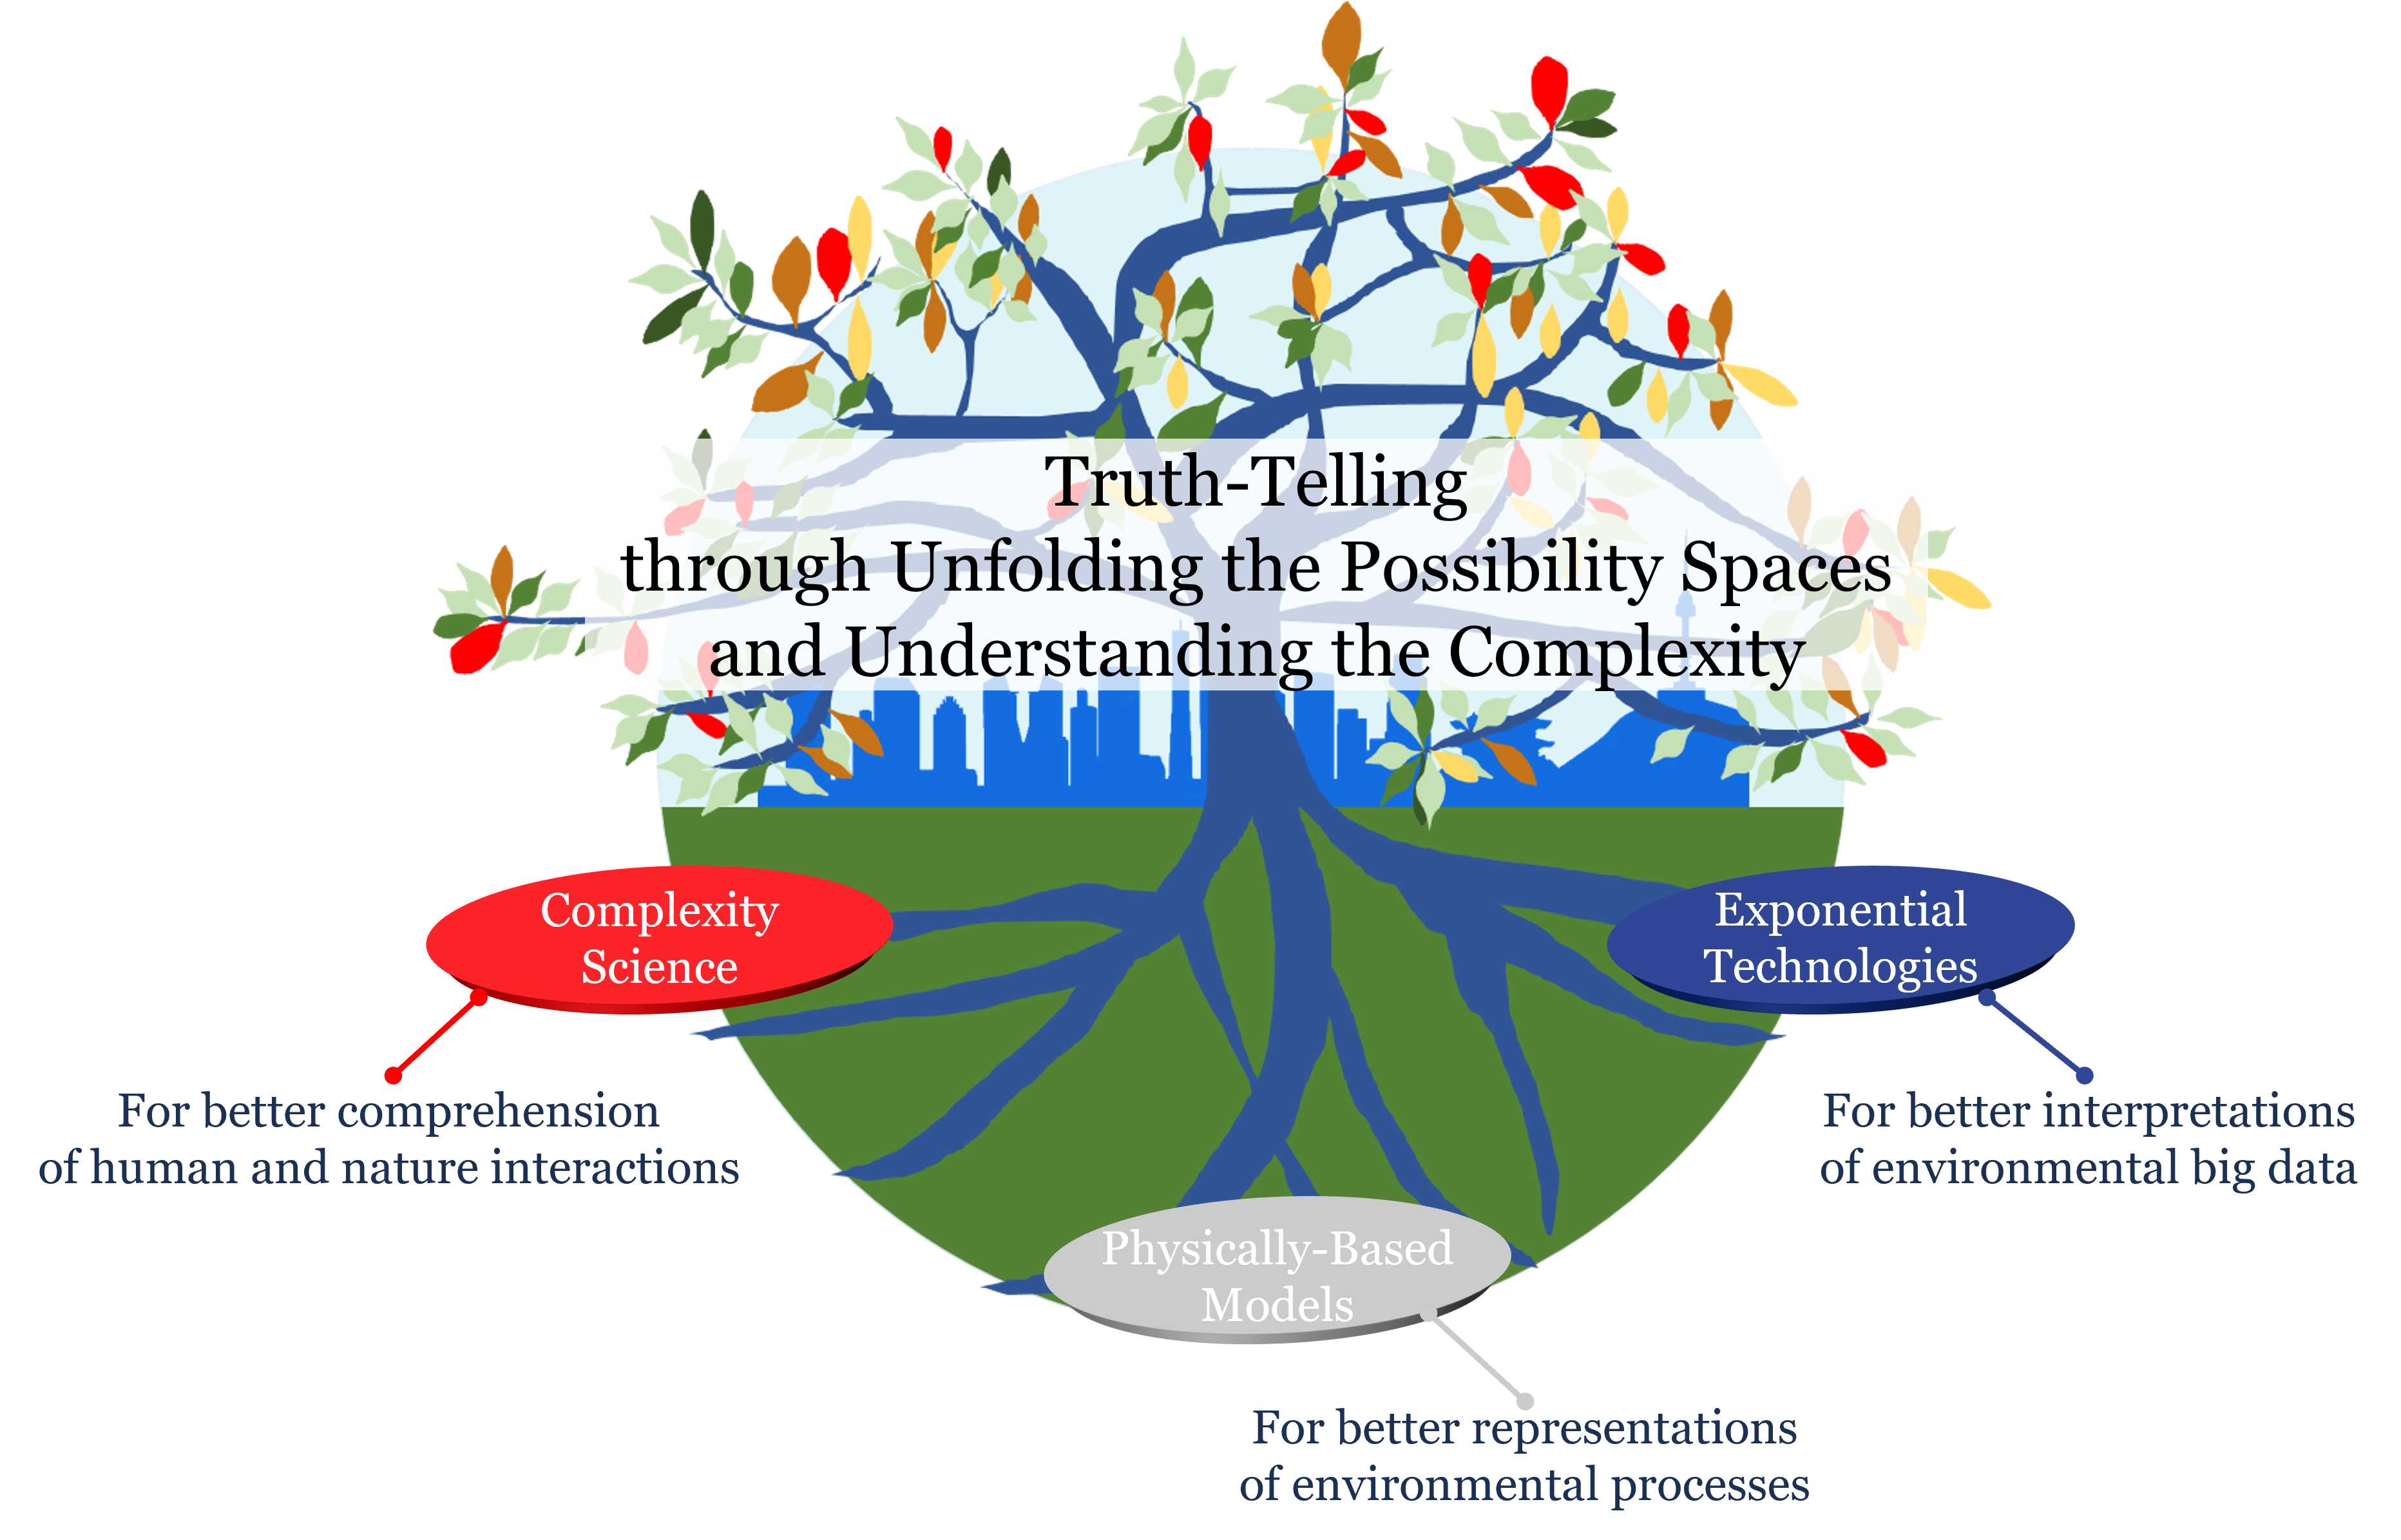 Truth-Telling
through Unfolding the Possibility Spaces
and Understanding the Complexity
Complexity
Science
Exponential
Technologies
For better comprehension
of human and nature interactions
For better interpretations
of environmental big data
Physically-Based
Models
For better representations
of environmental processes